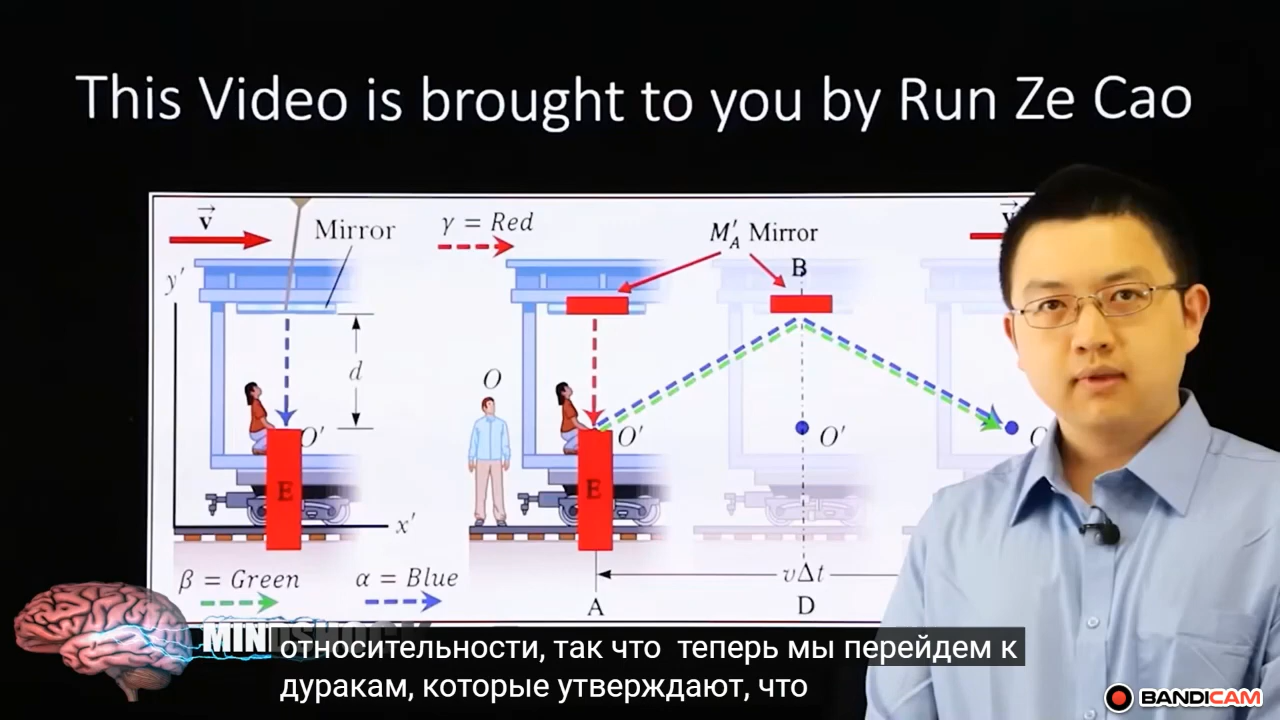 This Video is brought to you by Run Ze Cao
v
Mirror
γ = Red
M'A Mirror
v
y'
B
d
O
O'
O'
O'
O
E
E
x'
β = Green
α = Blue
vΔt
A
D
MINDSHOCK
относительности, так что теперь мы перейдем к
дуракам, которые утверждают, что
BANDICAM